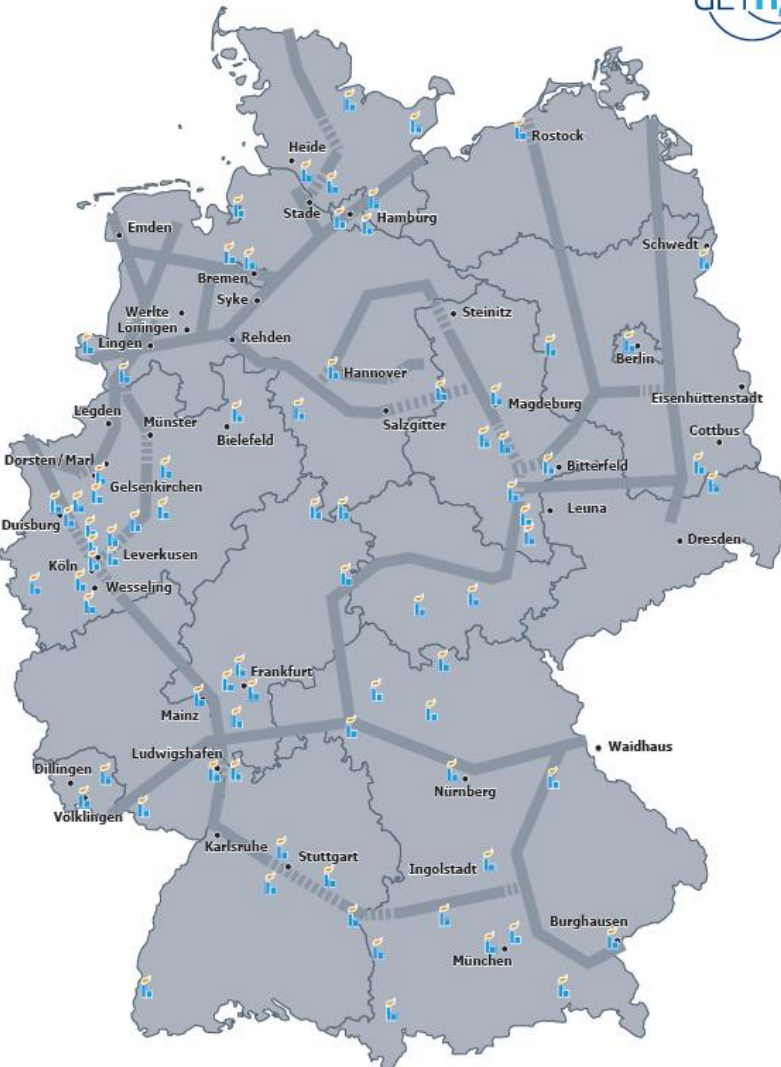 GET H2
Heide
Rostock
Stade
Hamburg
Emden
Schwedt
Bremen
Syke
Werlte
Löningen
Lingen
Steinitz
Rehden
Berlin
Hannover
Eisenhüttenstadt
Magdeburg
Legden
Münster
Salzgitter
Bielefeld
Cottbus
Dorsten/Marl
Bitterfeld
Gelsenkirchen
Leuna
Duisburg
Dresden
Leverkusen
Köln
Wesseling
Frankfurt
Mainz
Waidhaus
Ludwigshafen
Dillingen
Nürnberg
Völklingen
Karlsruhe
Stuttgart
Ingolstadt
Burghausen
München